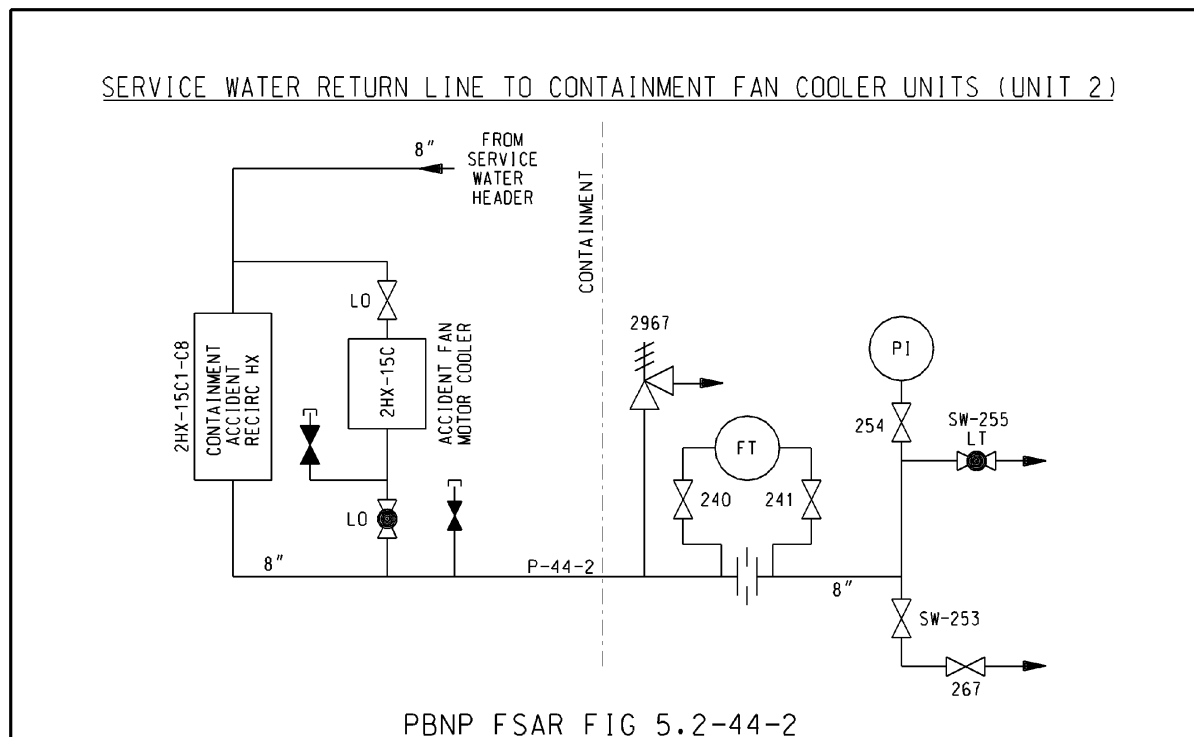 SERVICE WATER RETURN LINE TO CONTAINMENT FAN COOLER UNITS (UNIT 2)
8"
FROM
SERVICE
WATER
HEADER
CONTAINMENT
LO
2HX-15C1-C8
CONTAINMENT
ACCIDENT
RECIRC HX
2HX-15C
ACCIDENT FAN
MOTOR COOLER
2967
PI
254
SW-255
LT
FT
240
241
LO
8"
P-44-2
8"
SW-253
267
PBNP FSAR FIG 5.2-44-2